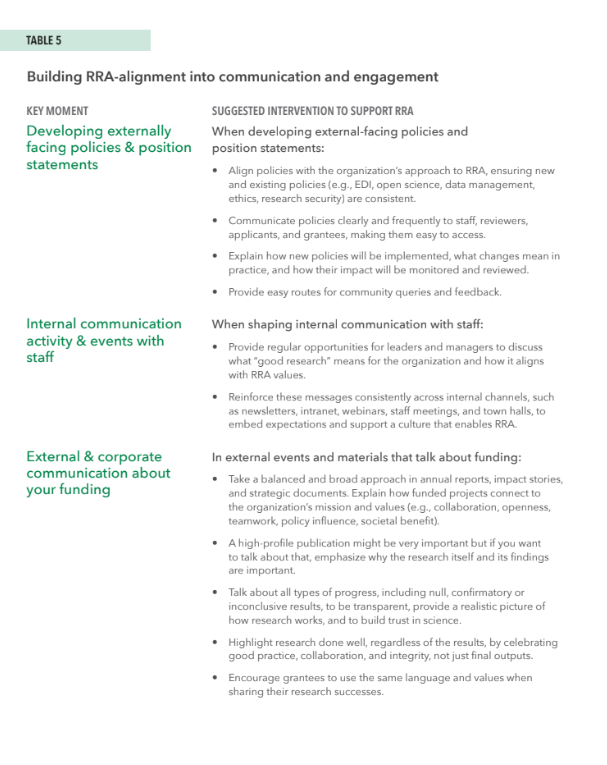 TABLE 5
Building RRA-alignment into communication and engagement
KEY MOMENT
SUGGESTED INTERVENTION TO SUPPORT RRA
Developing externally
facing policies & position
statements
When developing external-facing policies and
position statements:
• Align policies with the organization's approach to RRA, ensuring new
and existing policies (e.g., EDI, open science, data management,
ethics, research security) are consistent.
• Communicate policies clearly and frequently to staff, reviewers,
applicants, and grantees, making them easy to access.
• Explain how new policies will be implemented, what changes mean in
practice, and how their impact will be monitored and reviewed.
• Provide easy routes for community queries and feedback.
Internal communication
activity & events with
staff
When shaping internal communication with staff:
• Provide regular opportunities for leaders and managers to discuss
what "good research" means for the organization and how it aligns
with RRA values.
• Reinforce these messages consistently across internal channels, such
as newsletters, intranet, webinars, staff meetings, and town halls, to
embed expectations and support a culture that enables RRA.
External & corporate
communication about
your funding
In external events and materials that talk about funding:
• Take a balanced and broad approach in annual reports, impact stories,
and strategic documents. Explain how funded projects connect to
the organization's mission and values (e.g., collaboration, openness,
teamwork, policy influence, societal benefit).
• A high-profile publication might be very important but if you want
to talk about that, emphasize why the research itself and its findings
are important.
• Talk about all types of progress, including null, confirmatory or
inconclusive results, to be transparent, provide a realistic picture of
how research works, and to build trust in science.
• Highlight research done well, regardless of the results, by celebrating
good practice, collaboration, and integrity, not just final outputs.
• Encourage grantees to use the same language and values when
sharing their research successes.